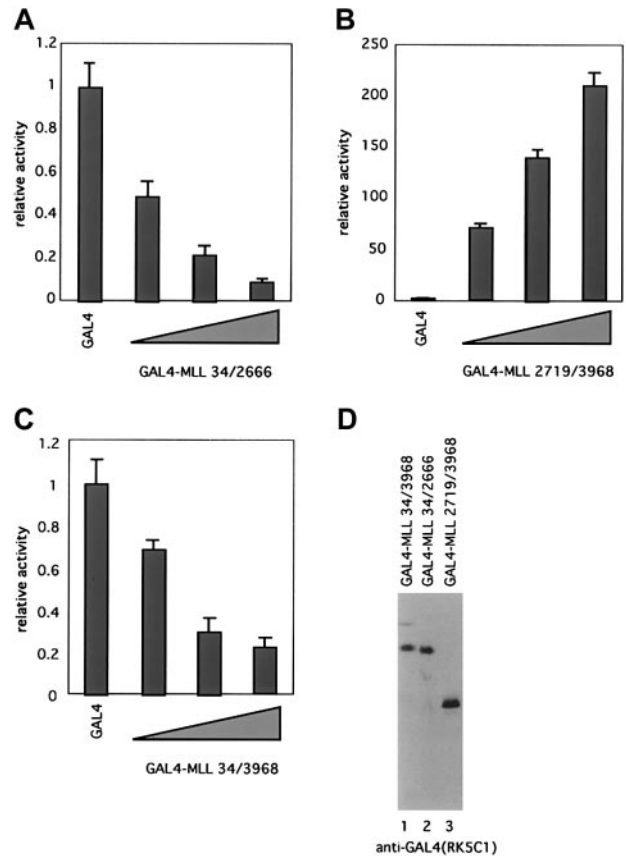 A
relative activity
1.2
1
0.8
0.6
0.4
0.2
0
GAL4
GAL4-MLL 34/2666
B
relative activity
250
200
150
100
50
0
GAL4
GAL4-MLL 2719/3968
C
relative activity
1.2
1
0.8
0.6
0.4
0.2
0
GAL4
GAL4-MLL 34/3968
D
GAL4-MLL 34/3968
GAL4-MLL 34/2666
GAL4-MLL 2719/3968
1 2 3
anti-GAL4(RK5C1)